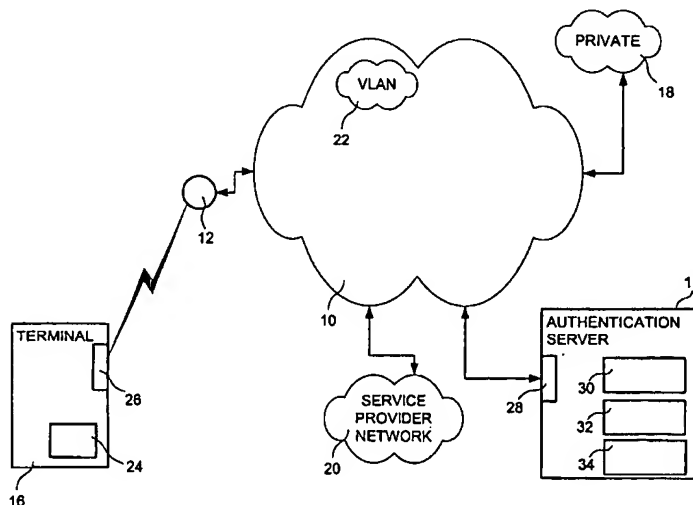 PRIVATE
18
VLAN
22
12
10
TERMINAL
26
24
16
SERVICE
PROVIDER
NETWORK
20
1
AUTHENTICATION
SERVER
28
30
32
34